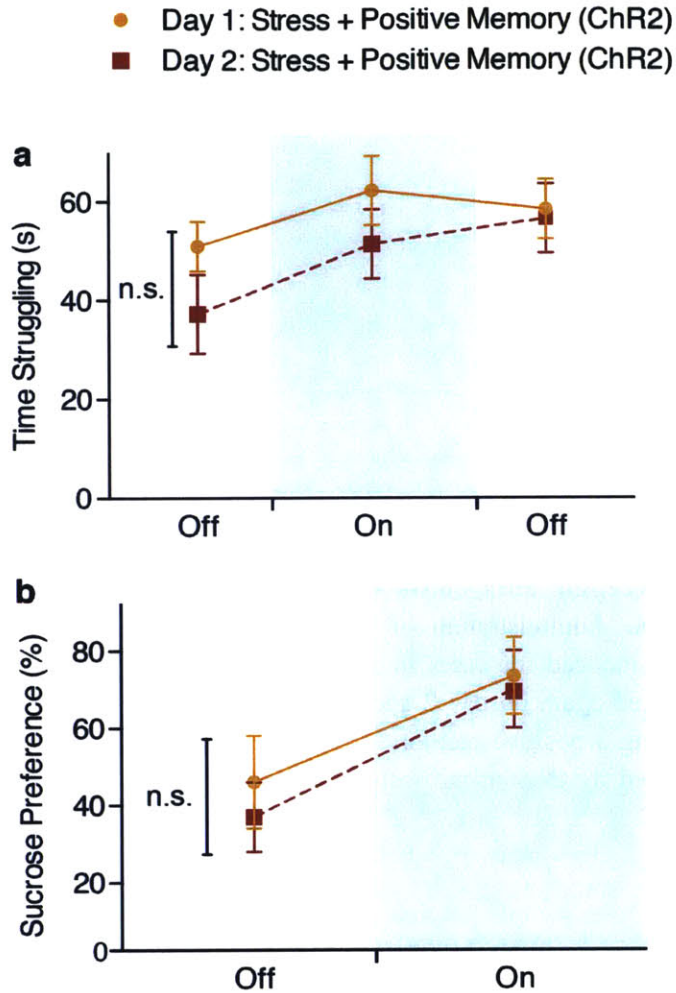 Day 1: Stress + Positive Memory (ChR2)
Day 2: Stress + Positive Memory (ChR2)
a
Time Struggling (s)
60
40
20
0
n.s.
Off
On
Off
b
Sucrose Preference (%)
80
60
40
20
0
n.s.
Off
On